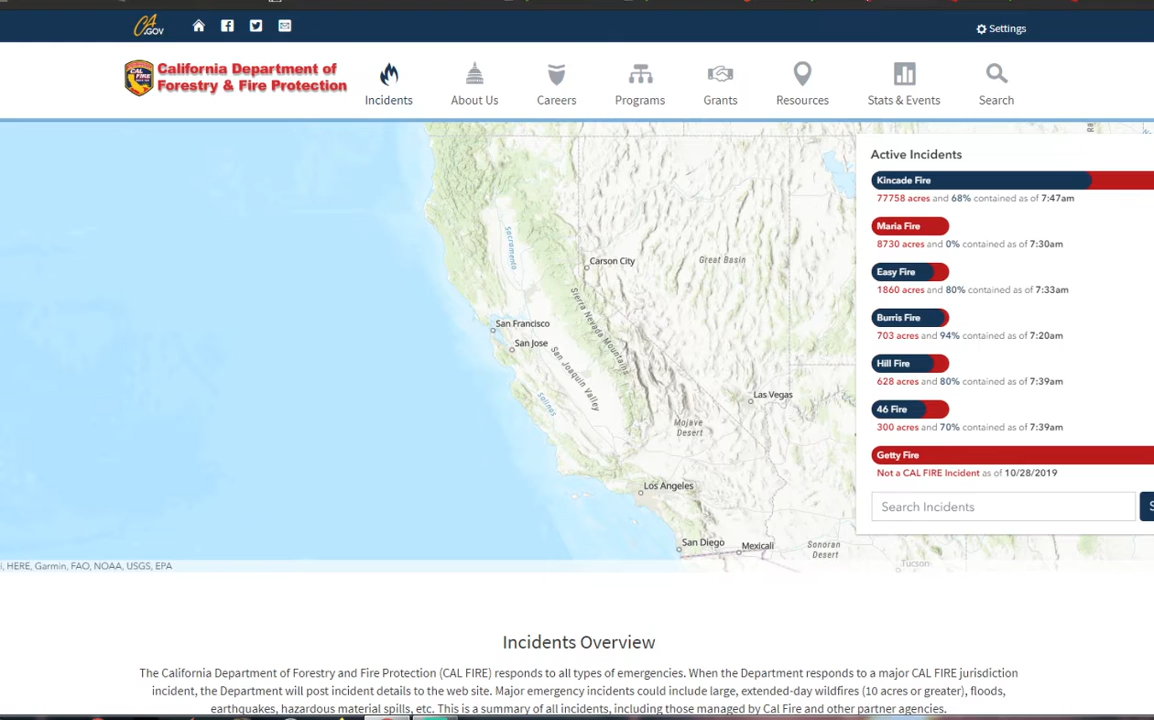 CA.GOV
Settings
California Department of
Forestry & Fire Protection
CAL FIRE
Incidents
About Us
Careers
Programs
Grants
Resources
Stats & Events
Search
Active Incidents
Kincade Fire
77758 acres and 68% contained as of 7:47am
Maria Fire
8730 acres and 0% contained as of 7:30am
Easy Fire
1860 acres and 80% contained as of 7:33am
Burris Fire
703 acres and 94% contained as of 7:20am
Hill Fire
628 acres and 80% contained as of 7:39am
46 Fire
300 acres and 70% contained as of 7:39am
Getty Fire
Not a CAL FIRE Incident as of 10/28/2019
Search Incidents
S
Sacramento
Carson City
Great Basin
San Francisco
San Jose
Sierra Nevada Mountains
San Joaquin Valley
Salinas
Las Vegas
Mojave
Desert
Los Angeles
San Diego
Mexicali
Sonoran
Desert
Tucson
i, HERE, Garmin, FAO, NOAA, USGS, EPA
Incidents Overview
The California Department of Forestry and Fire Protection (CAL FIRE) responds to all types of emergencies. When the Department responds to a major CAL FIRE jurisdiction
incident, the Department will post incident details to the web site. Major emergency incidents could include large, extended-day wildfires (10 acres or greater), floods,
earthquakes, hazardous material spills, etc. This is a summary of all incidents, including those managed by Cal Fire and other partner agencies.